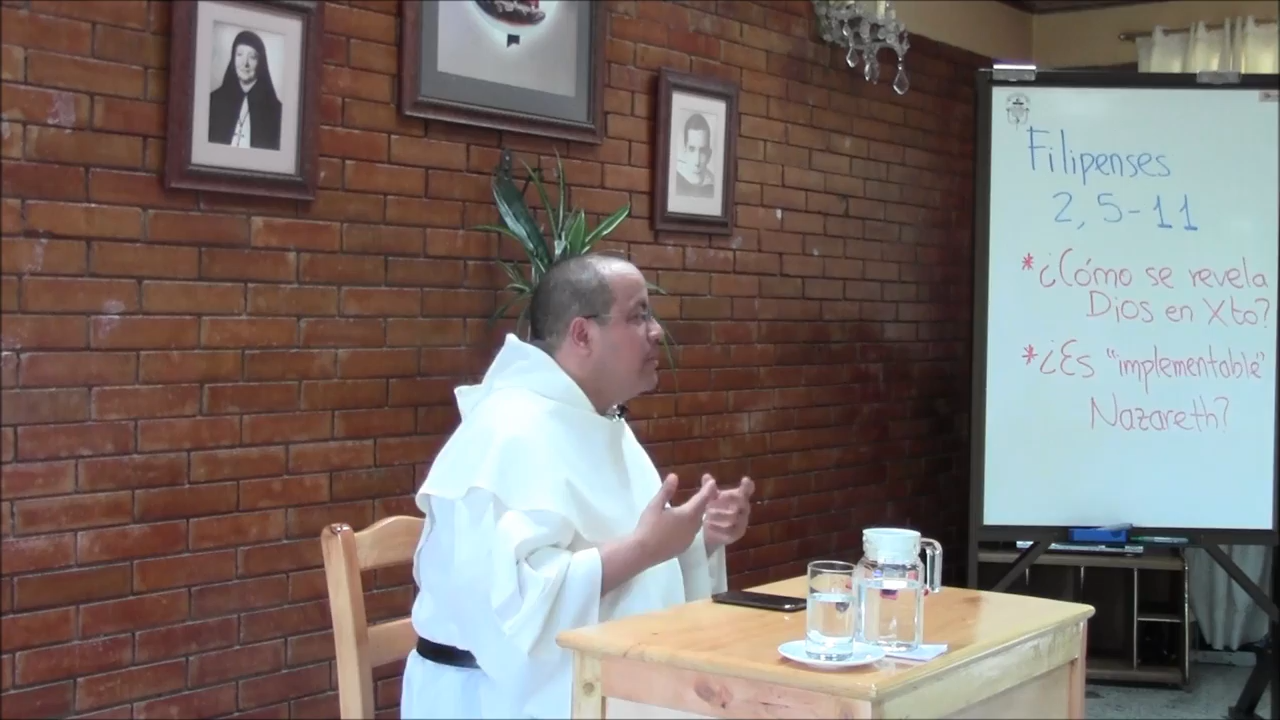 Filipenses
2, 5-11
*¿Cómo se revela
Dios en Xto?
*¿Es "implementable"
Nazareth?